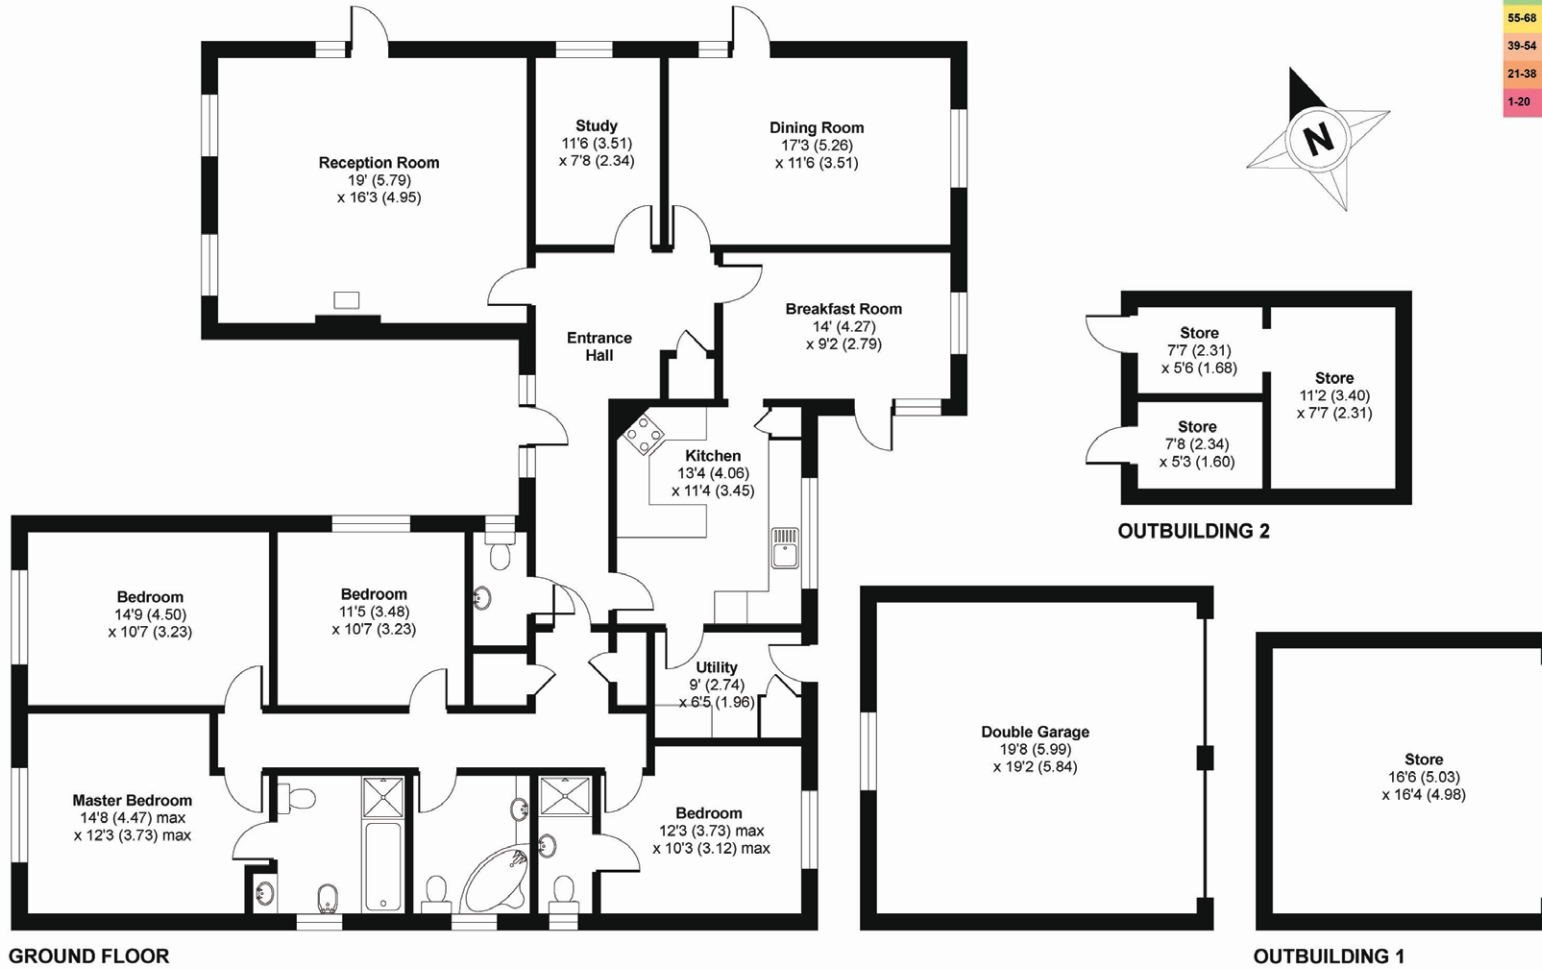 55-68
39-54
21-38
1-20
N
Reception Room
19' (5.79)
x 16'3 (4.95)
Study
11'6 (3.51)
x 7'8 (2.34)
Dining Room
17'3 (5.26)
x 11'6 (3.51)
Entrance
Hall
Breakfast Room
14' (4.27)
x 9'2 (2.79)
Kitchen
13'4 (4.06)
x 11'4 (3.45)
Store
7'7 (2.31)
x 5'6 (1.68)
Store
11'2 (3.40)
x 7'7 (2.31)
Store
7'8 (2.34)
x 5'3 (1.60)
OUTBUILDING 2
Bedroom
14'9 (4.50)
x 10'7 (3.23)
Bedroom
11'5 (3.48)
x 10'7 (3.23)
Utility
9' (2.74)
x 6'5 (1.96)
Master Bedroom
14'8 (4.47) max
x 12'3 (3.73) max
Bedroom
12'3 (3.73) max
x 10'3 (3.12) max
Double Garage
19'8 (5.99)
x 19'2 (5.84)
Store
16'6 (5.03)
x 16'4 (4.98)
GROUND FLOOR
OUTBUILDING 1